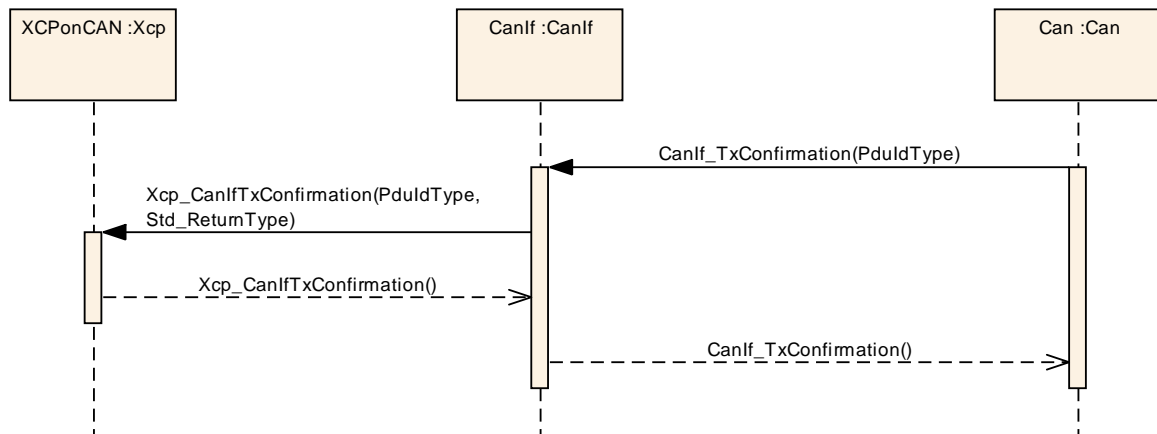 XCPonCAN :Xcp
CanIf :CanIf
Can :Can
CanIf_TxConfirmation(PduIdType)
Xcp_CanIfTxConfirmation(PduIdType,
Std_ReturnType)
Xcp_CanIfTxConfirmation()
CanIf_TxConfirmation()